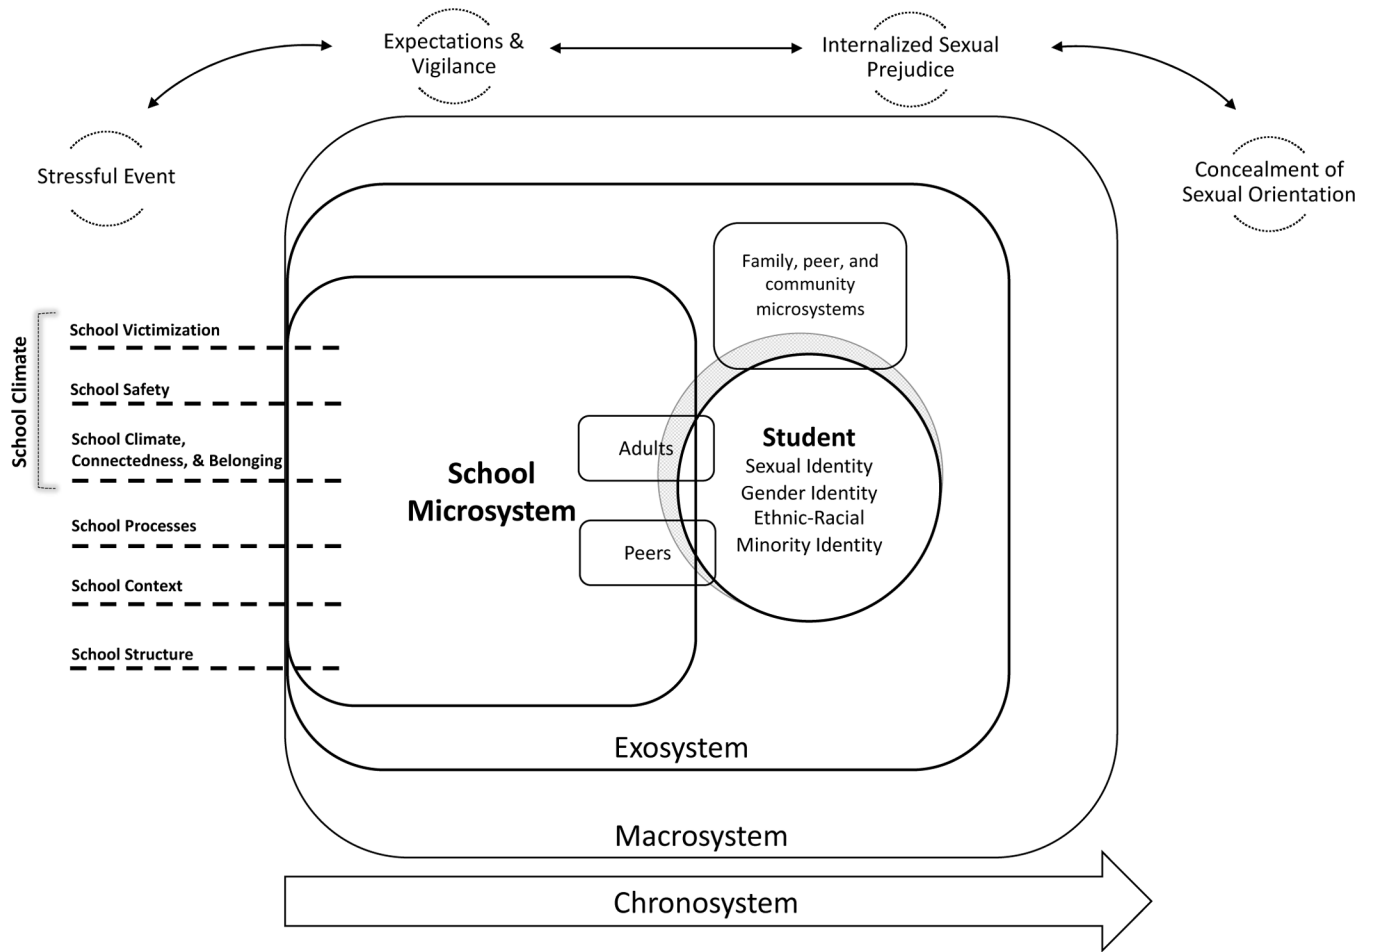 Expectations &
Vigilance
Internalized Sexual
Prejudice
Stressful Event
Concealment of
Sexual Orientation
Family, peer, and
community
microsystems
School Climate
School Victimization
School Safety
School Climate,
Connectedness, & Belonging
School Processes
School Context
School Structure
School
Microsystem
Adults
Peers
Student
Sexual Identity
Gender Identity
Ethnic-Racial
Minority Identity
Exosystem
Macrosystem
Chronosystem